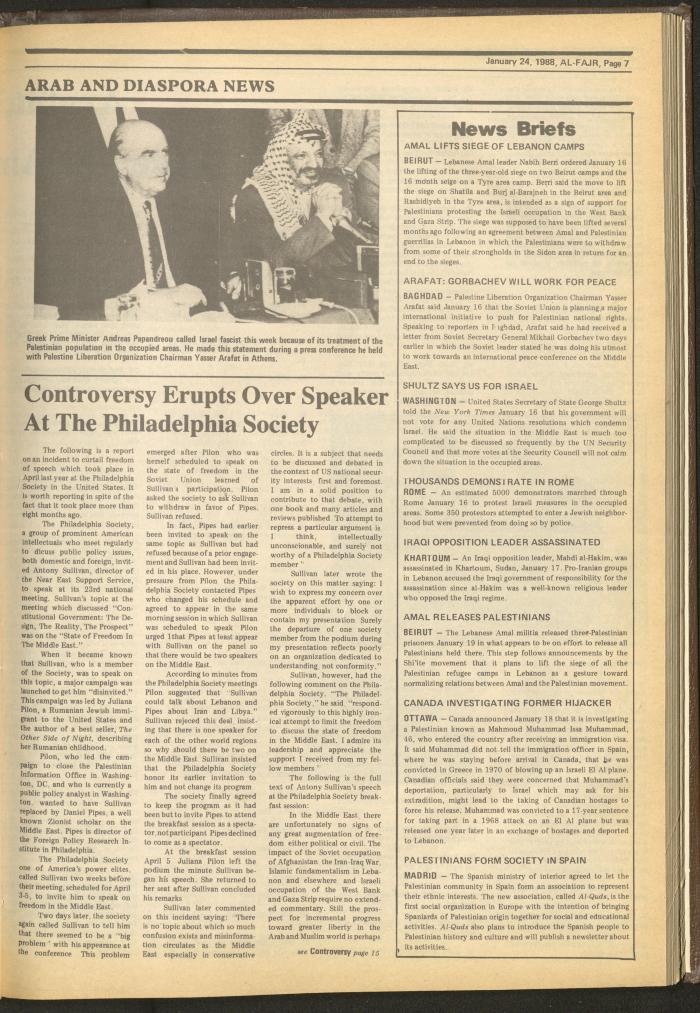 January 24, 1988, AL-FAJR, Page 7
ARAB AND DIASPORA NEWS
Greek Prime Minister Andreas Papandreou called Israel fascist this week because of its treatment of the
Palestinian population in the occupied areas. He made this statement during a press conference he held
with Palestine Liberation Organization Chairman Yasser Arafat in Athens.
Controversy Erupts Over Speaker
At The Philadelphia Society
The following is a report
on an incident to curtail freedom
of speech which took place in
April last year at the Philadelphia
Society in the United States. It
is worth reporting in spite of the
fact that it took place more than
eight months ago.
The Philadelphia Society,
a group of prominent American
intellectuals who meet regularly
to dicuss public policy issues,
both domestic and foreign, invit-
ed Antony Sullivan, director of
the Near East Support Service,
to speak at its 23rd national
meeting. Sullivan's topic at the
meeting which discussed "Con-
stitutional Government: The De-
sign, The Reality, The Prospect"
was on the "State of Freedom In
The Middle East."
When it became known
that Sullivan, who is a member
of the Society, was to speak on
this topic, a major campaign was
launched to get him "disinvited."
This campaign was led by Juliana
Pilon, a Rumanian Jewish immi-
grant to the United States and
the author of a best seller, The
Other Side of Night, describing
her Rumanian childhood.
Pilon, who led the cam-
paign to close the Palestinian
Information Office in Washing-
ton, DC, and who is currently a
public policy analyst in Washing-
ton, wanted to have Sullivan
replaced by Daniel Pipes, a well
known Zionist scholar on the
Middle East. Pipes is director of
the Foreign Policy Research In-
stitute in Philadelphia.
The Philadelphia Society
one of America's power elites,
called Sullivan two weeks before
their meeting, scheduled for April
3-5, to invite him to speak on
freedom in the Middle East.
Two days later, the society
again called Sullivan to tell him
that there seemed to be a "big
problem" with his appearance at
the conference This problem
emerged after Pilon who was
herself scheduled to speak on
the state of freedom in the
Soviet Union learned of
Sullivan's participation. Pilon
asked the society to ask Sullivan
to withdraw in favor of Pipes.
Sullivan refused.
In fact, Pipes had earlier
been invited to speak on the
same topic as Sullivan but had
refused because of a prior engage-
ment and Sullivan had been invit-
ed in his place. However, under
pressure from Pilon the Phila-
delphia Society contacted Pipes
who changed his schedule and
agreed to appear in the same
morning session in which Sullivan
was scheduled to speak Pilon
urged that Pipes at least appear
with Sullivan on the panel so
that there would be two speakers
on the Middle East.
According to minutes from
the Philadelphia Society meetings
Pilon suggested that "Sullivan
could talk about Lebanon and
Pipes about Iran and Libya."
Sullivan rejeced this deal, insist-
ing that there is one speaker for
each of the other world regions
so why should there be two on
the Middle East. Sullivan insisted
that the Philadelphia Society
honor its earlier invitation to
him and not change its program.
The society finally agreed
to keep the program as it had
been but to invite Pipes to attend
the breakfast session as a specta-
tor, not participant Pipes declined
to come as a spectator.
At the breakfast session
April 5 Juliana Pilon left the
podium the minute Sullivan be-
gan his speech. She returned to
her seat after Sullivan concluded
his remarks
Sullivan later commented
on this incident saying: "There
is no topic about which so much
confusion exists and misinforma-
tion circulates as the Middle
East especially in conservative
circles. It is a subject that needs
to be discussed and debated in
the context of US national secur-
ity interests first and foremost.
I am in a solid position to
contribute to that debate, with
one book and many articles and
reviews published To attempt to
repress a particular argument is
I think, intellectually
unconscionable, and surely not
worthy of a Philadelphia Society
member"
Sullivan later wrote the
society on this matter saying: I
wish to express my concern over
the apparent effort by one or
more individuals to block or
contain my presentation Surely
the departure of one society
member from the podium during
my presentation reflects poorly
on an organization dedicated to
understanding, not conformity."
Sullivan, however, had the
following comment on the Phila-
delphia Society. "The Philadel-
phia Society," he said, "respond-
ed vigorously to this highly iron-
ical attempt to limit the freedom
to discuss the state of freedom
in the Middle East. I admire its
leadership and appreciate the
support I received from my fel-
low members"
The following is the full
text of Antony Sullivan's speech
at the Philadelphia Society break-
fast session:
In the Middle East, there
are unfortunately no signs of
any great augmentation of free-
dom either political or civil. The
impact of the Soviet occupation
of Afghanistan the Iran-Iraq War,
Islamic fundamentalism in Leba-
non and elsewhere and Israeli
occupation of the West Bank
and Gaza Strip require no extend-
ed commentary. Still the pros-
pect for incremental progress
toward greater liberty in the
Arab and Muslim world is perhaps
see Controversy page 15
News Briefs
AMAL LIFTS SIEGE OF LEBANON CAMPS
BEIRUT — Lebanese Amal leader Nabih Berri ordered January 16
the lifting of the three-year-old siege on two Beirut camps and the
16 month seige on a Tyre area camp. Berri said the move to lift
the siege on Shatila and Burj al-Barajneh in the Beirut area and
Rashidiyeh in the Tyre area, is intended as a sign of support for
Palestinians protesting the Israeli occupation in the West Bank
and Gaza Strip. The siege was supposed to have been lifted several
months ago following an agreement between Amal and Palestinian
guerrillas in Lebanon in which the Palestinians were to withdraw
from some of their strongholds in the Sidon area in return for an
end to the sieges.
ARAFAT: GORBACHEV WILL WORK FOR PEACE
BAGHDAD — Palestine Liberation Organization Chairman Yasser
Arafat said January 16 that the Soviet Union is planning a major
international initiative to push for Palestinian national rights.
Speaking to reporters in Baghdad, Arafat said he had received a
letter from Soviet Secretary General Mikhail Gorbachev two days
earlier in which the Soviet leader stated he was doing his utmost
to work towards an international peace conference on the Middle
East.
SHULTZ SAYS US FOR ISRAEL
WASHINGTON — United States Secretary of State George Shultz
told the New York Times January 16 that his government will
not vote for any United Nations resolutions which condemn
Israel. He said the situation in the Middle East is much too
complicated to be discussed so frequently by the UN Security
Council and that more votes at the Security Council will not calm
down the situation in the occupied areas.
THOUSANDS DEMONSTRATE IN ROME
ROME — An estimated 5000 demonstrators marched through
Rome January 16 to protest Israeli measures in the occupied
areas. Some 350 protesters attempted to enter a Jewish neighbor-
hood but were prevented from doing so by police.
IRAQI OPPOSITION LEADER ASSASSINATED
KHARTOUM — An Iraqi opposition leader, Mahdi al-Hakim, was
assassinated in Khartoum, Sudan, January 17. Pro-Iranian groups
in Lebanon accused the Iraqi government of responsibility for the
assassination since al-Hakim was a well-known religious leader
who opposed the Iraqi regime.
AMAL RELEASES PALESTINIANS
BEIRUT — The Lebanese Amal militia released three Palestinian
prisoners January 19 in what appears to be an effort to release all
Palestinians held there. This step follows announcements by the
Shi'ite movement that it plans to lift the siege of all the
Palestinian refugee camps in Lebanon as a gesture toward
normalizing relations between Amal and the Palestinian movement.
CANADA INVESTIGATING FORMER HIJACKER
OTTAWA — Canada announced January 18 that it is investigating
a Palestinian known as Mahmoud Muhammad Issa Muhammad,
46, who entered the country after receiving an immigration visa.
It said Muhammad did not tell the immigration officer in Spain,
where he was staying before arrival in Canada, that he was
convicted in Greece in 1970 of blowing up an Israeli El Al plane.
Canadian officials said they were concerned that Muhammad's
deportation, particularly to Israel which may ask for his
extradition, might lead to the taking of Canadian hostages to
force his release. Muhammad was convicted to a 17-year sentence
for taking part in a 1968 attack on an El Al plane but was
released one year later in an exchange of hostages and deported
to Lebanon.
PALESTINIANS FORM SOCIETY IN SPAIN
MADRID — The Spanish ministry of interior agreed to let the
Palestinian community in Spain form an association to represent
their ethnic interests. The new association, called Al-Quds, is the
first social organization in Europe with the intention of bringing
Spaniards of Palestinian origin together for social and educational
activities. Al-Quds also plans to introduce the Spanish people to
Palestinian history and culture and will publish a newsletter about
its activities.